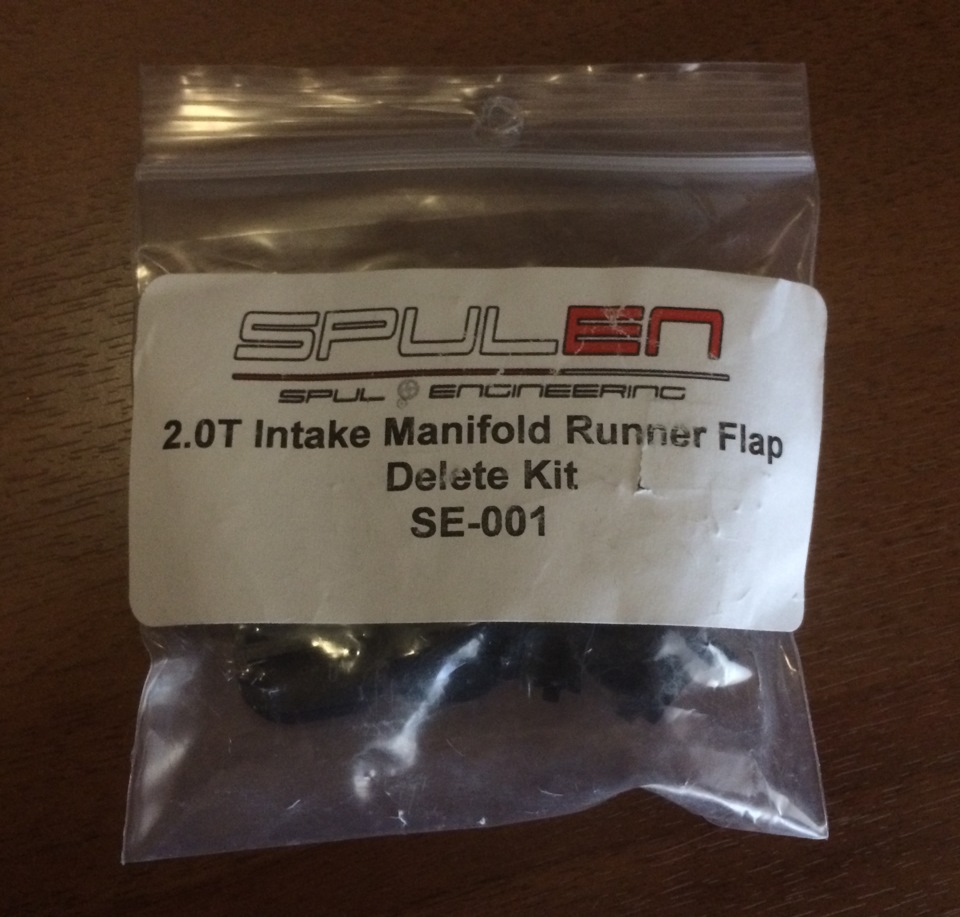 SPULEN
SPUL ENGINEERING
2.0T Intake Manifold Runner Flap
Delete Kit
SE-001